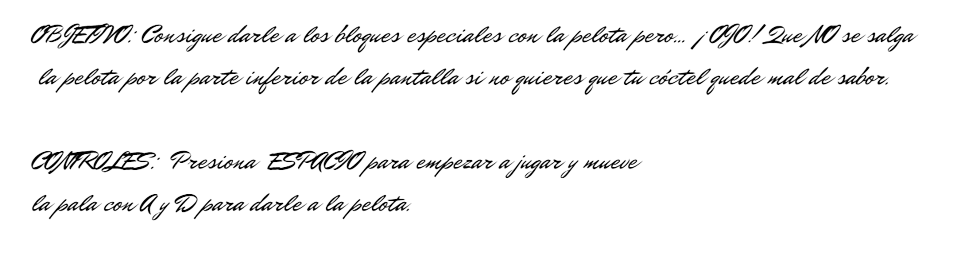 OBJETIVO: Consigue darle a los bloques especiales con la pelota pero... ¡OJO! Que NO se salga
la pelota por la parte inferior de la pantalla si no quieres que tu cóctel quede mal de sabor.
CONTROLES: Presiona ESPACIO para empezar a jugar y mueve
la pala con A y D para darle a la pelota.